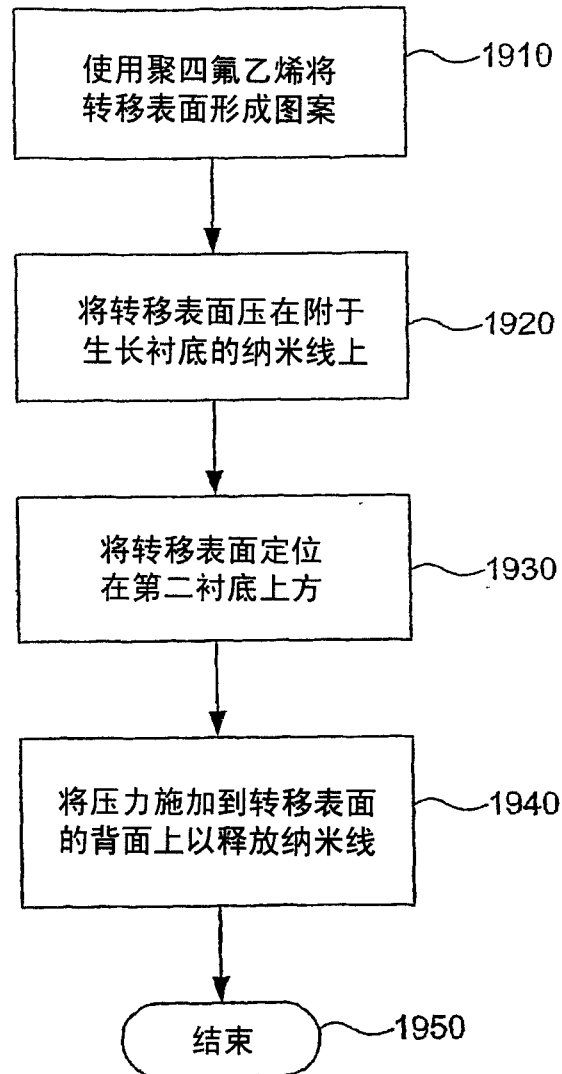 使用聚四氟乙烯将
转移表面形成图案
1910
将转移表面压在附于
生长衬底的纳米线上
1920
将转移表面定位
在第二衬底上方
1930
将压力施加到转移表面
的背面上以释放纳米线
1940
结束
1950